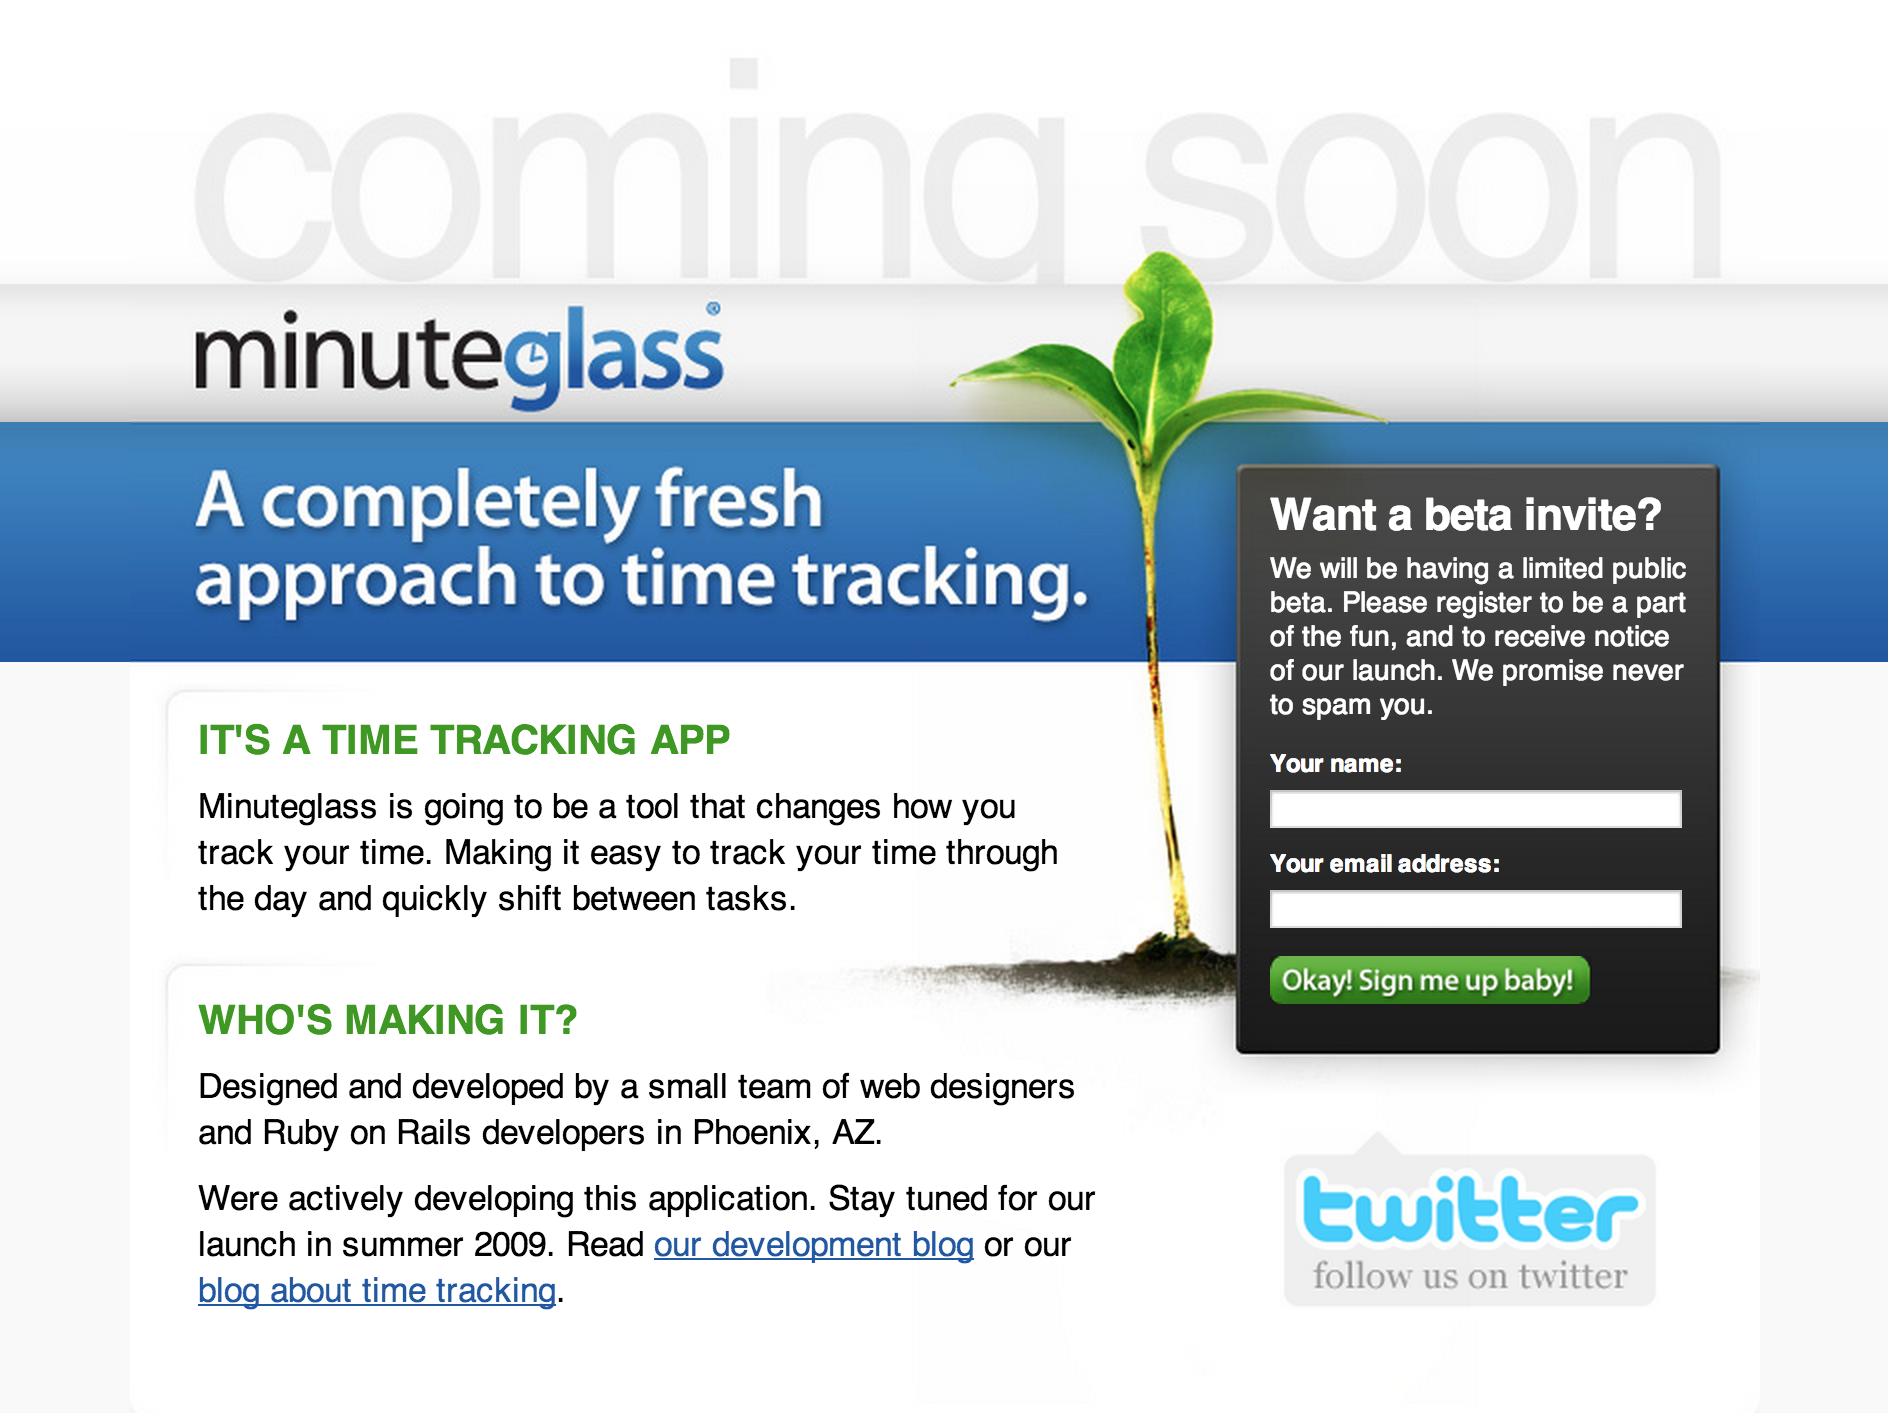 coming soon
minuteglass®
A completely fresh
approach to time tracking.
Want a beta invite?
We will be having a limited public
beta. Please register to be a part
of the fun, and to receive notice
of our launch. We promise never
to spam you.
Your name:
Your email address:
Okay! Sign me up baby!
IT'S A TIME TRACKING APP
Minuteglass is going to be a tool that changes how you
track your time. Making it easy to track your time through
the day and quickly shift between tasks.
WHO'S MAKING IT?
Designed and developed by a small team of web designers
and Ruby on Rails developers in Phoenix, AZ.
Were actively developing this application. Stay tuned for our
launch in summer 2009. Read our development blog or our
blog about time tracking.
twitter
follow us on twitter